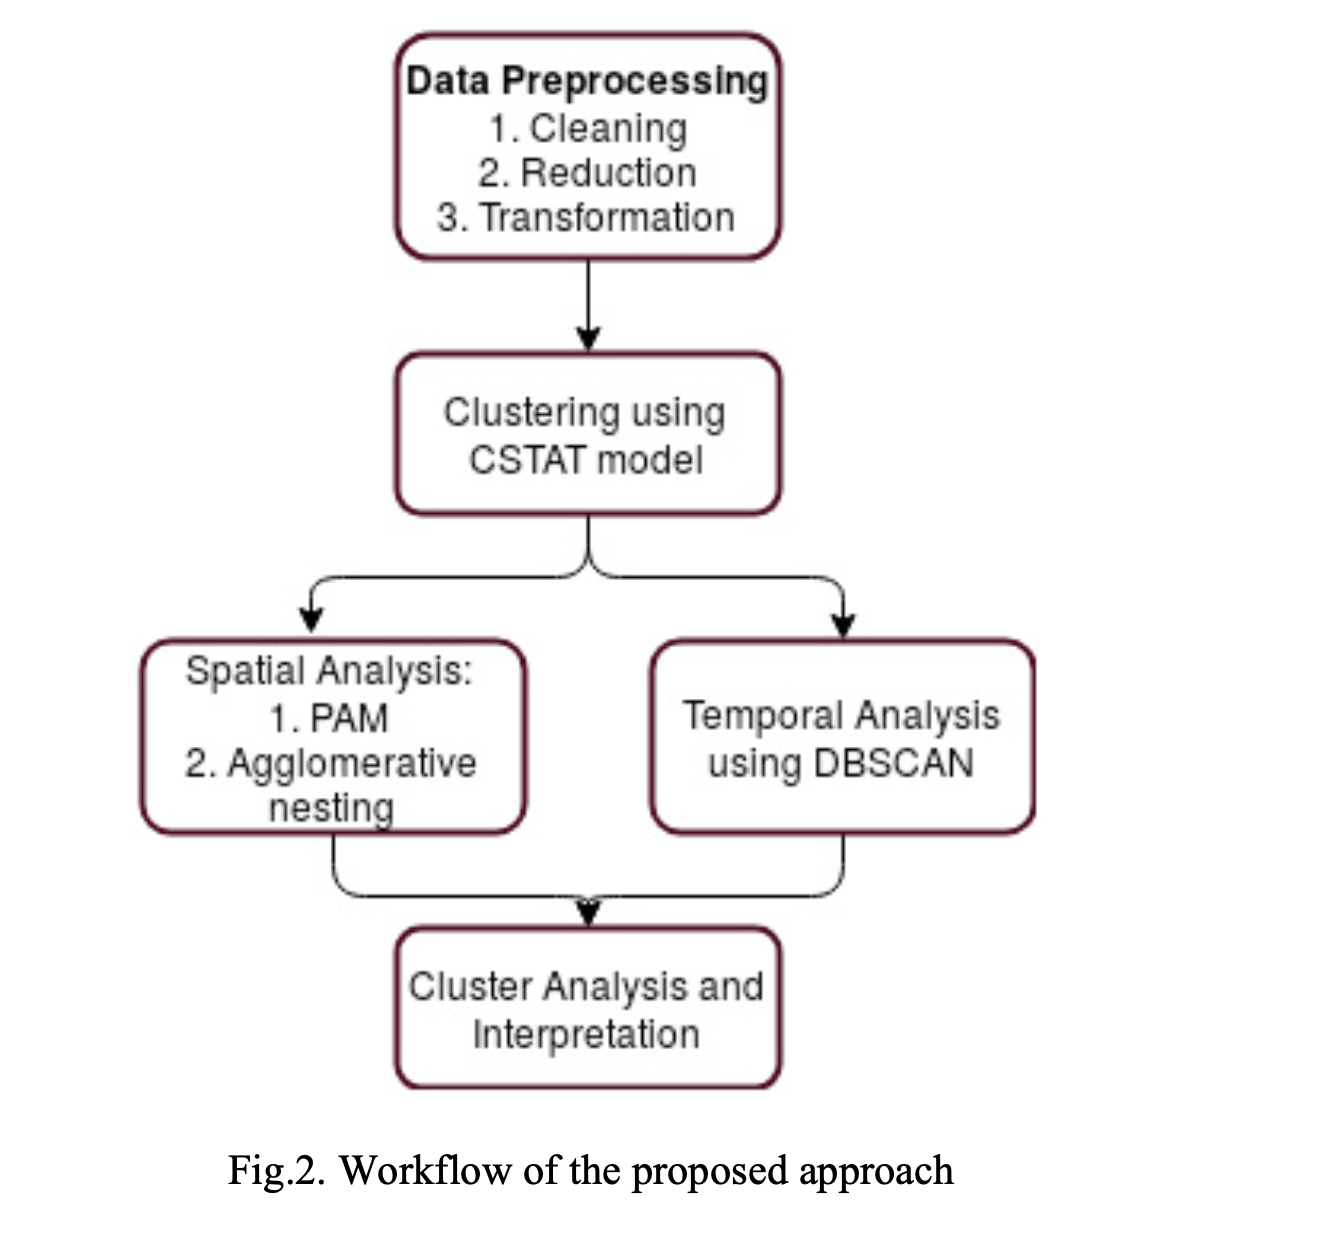 Data Preprocessing
1. Cleaning
2. Reduction
3. Transformation
Clustering using
CSTAT model
Spatial Analysis:
1. PAM
2. Agglomerative
nesting
Temporal Analysis
using DBSCAN
Cluster Analysis and
Interpretation
Fig.2. Workflow of the proposed approach